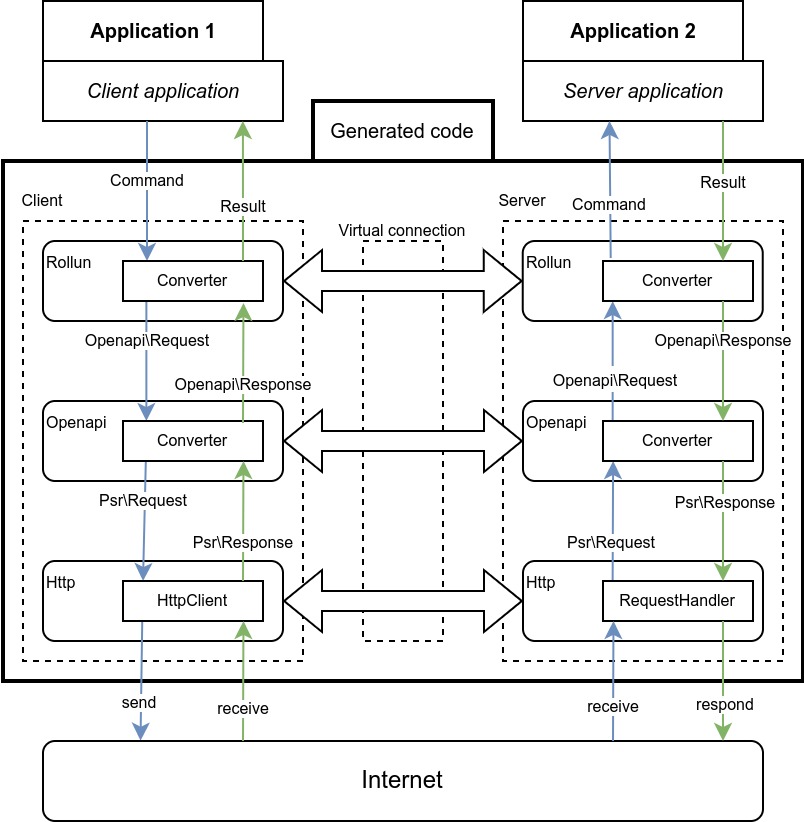 Application 1
Application 2
Client application
Server application
Generated code
Command
Result
Result
Command
Client
Server
Virtual connection
Rollun
Converter
Rollun
Converter
Openapi\Request
Openapi\Response
Openapi\Response
Openapi\Request
Openapi
Converter
Openapi
Converter
Psr\Request
Psr\Response
Psr\Response
Psr\Request
Http
HttpClient
Http
RequestHandler
send
receive
receive
respond
Internet